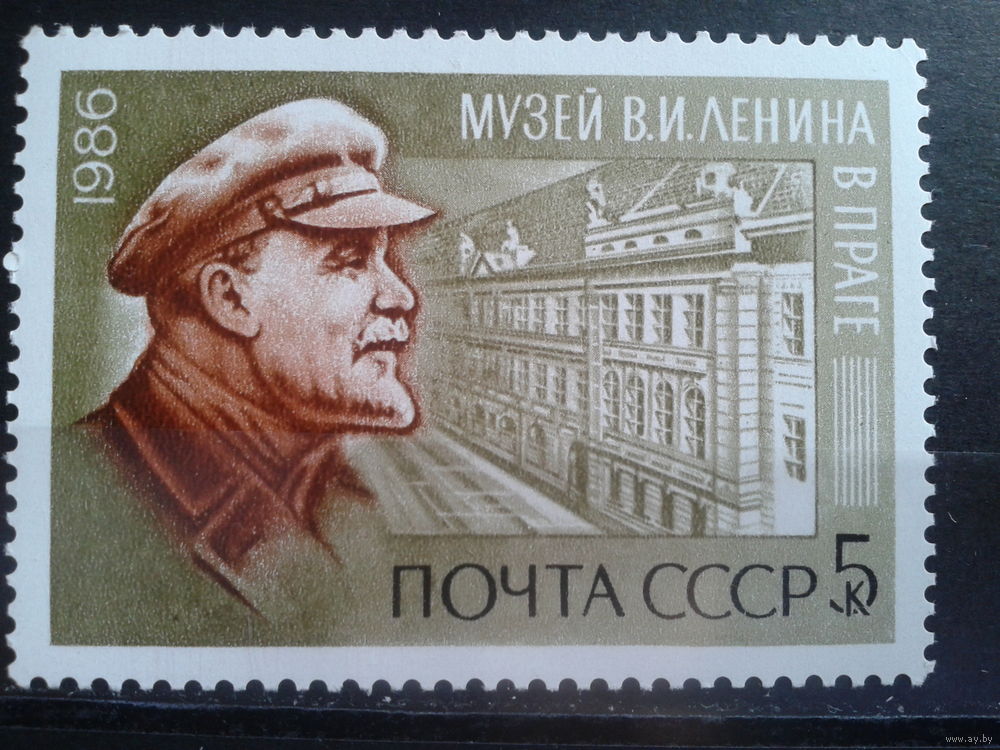 1986
МУЗЕЙ В.И.ЛЕНИНА
В ПРАГЕ
ПОЧТА СССР 5к
www.ay.by